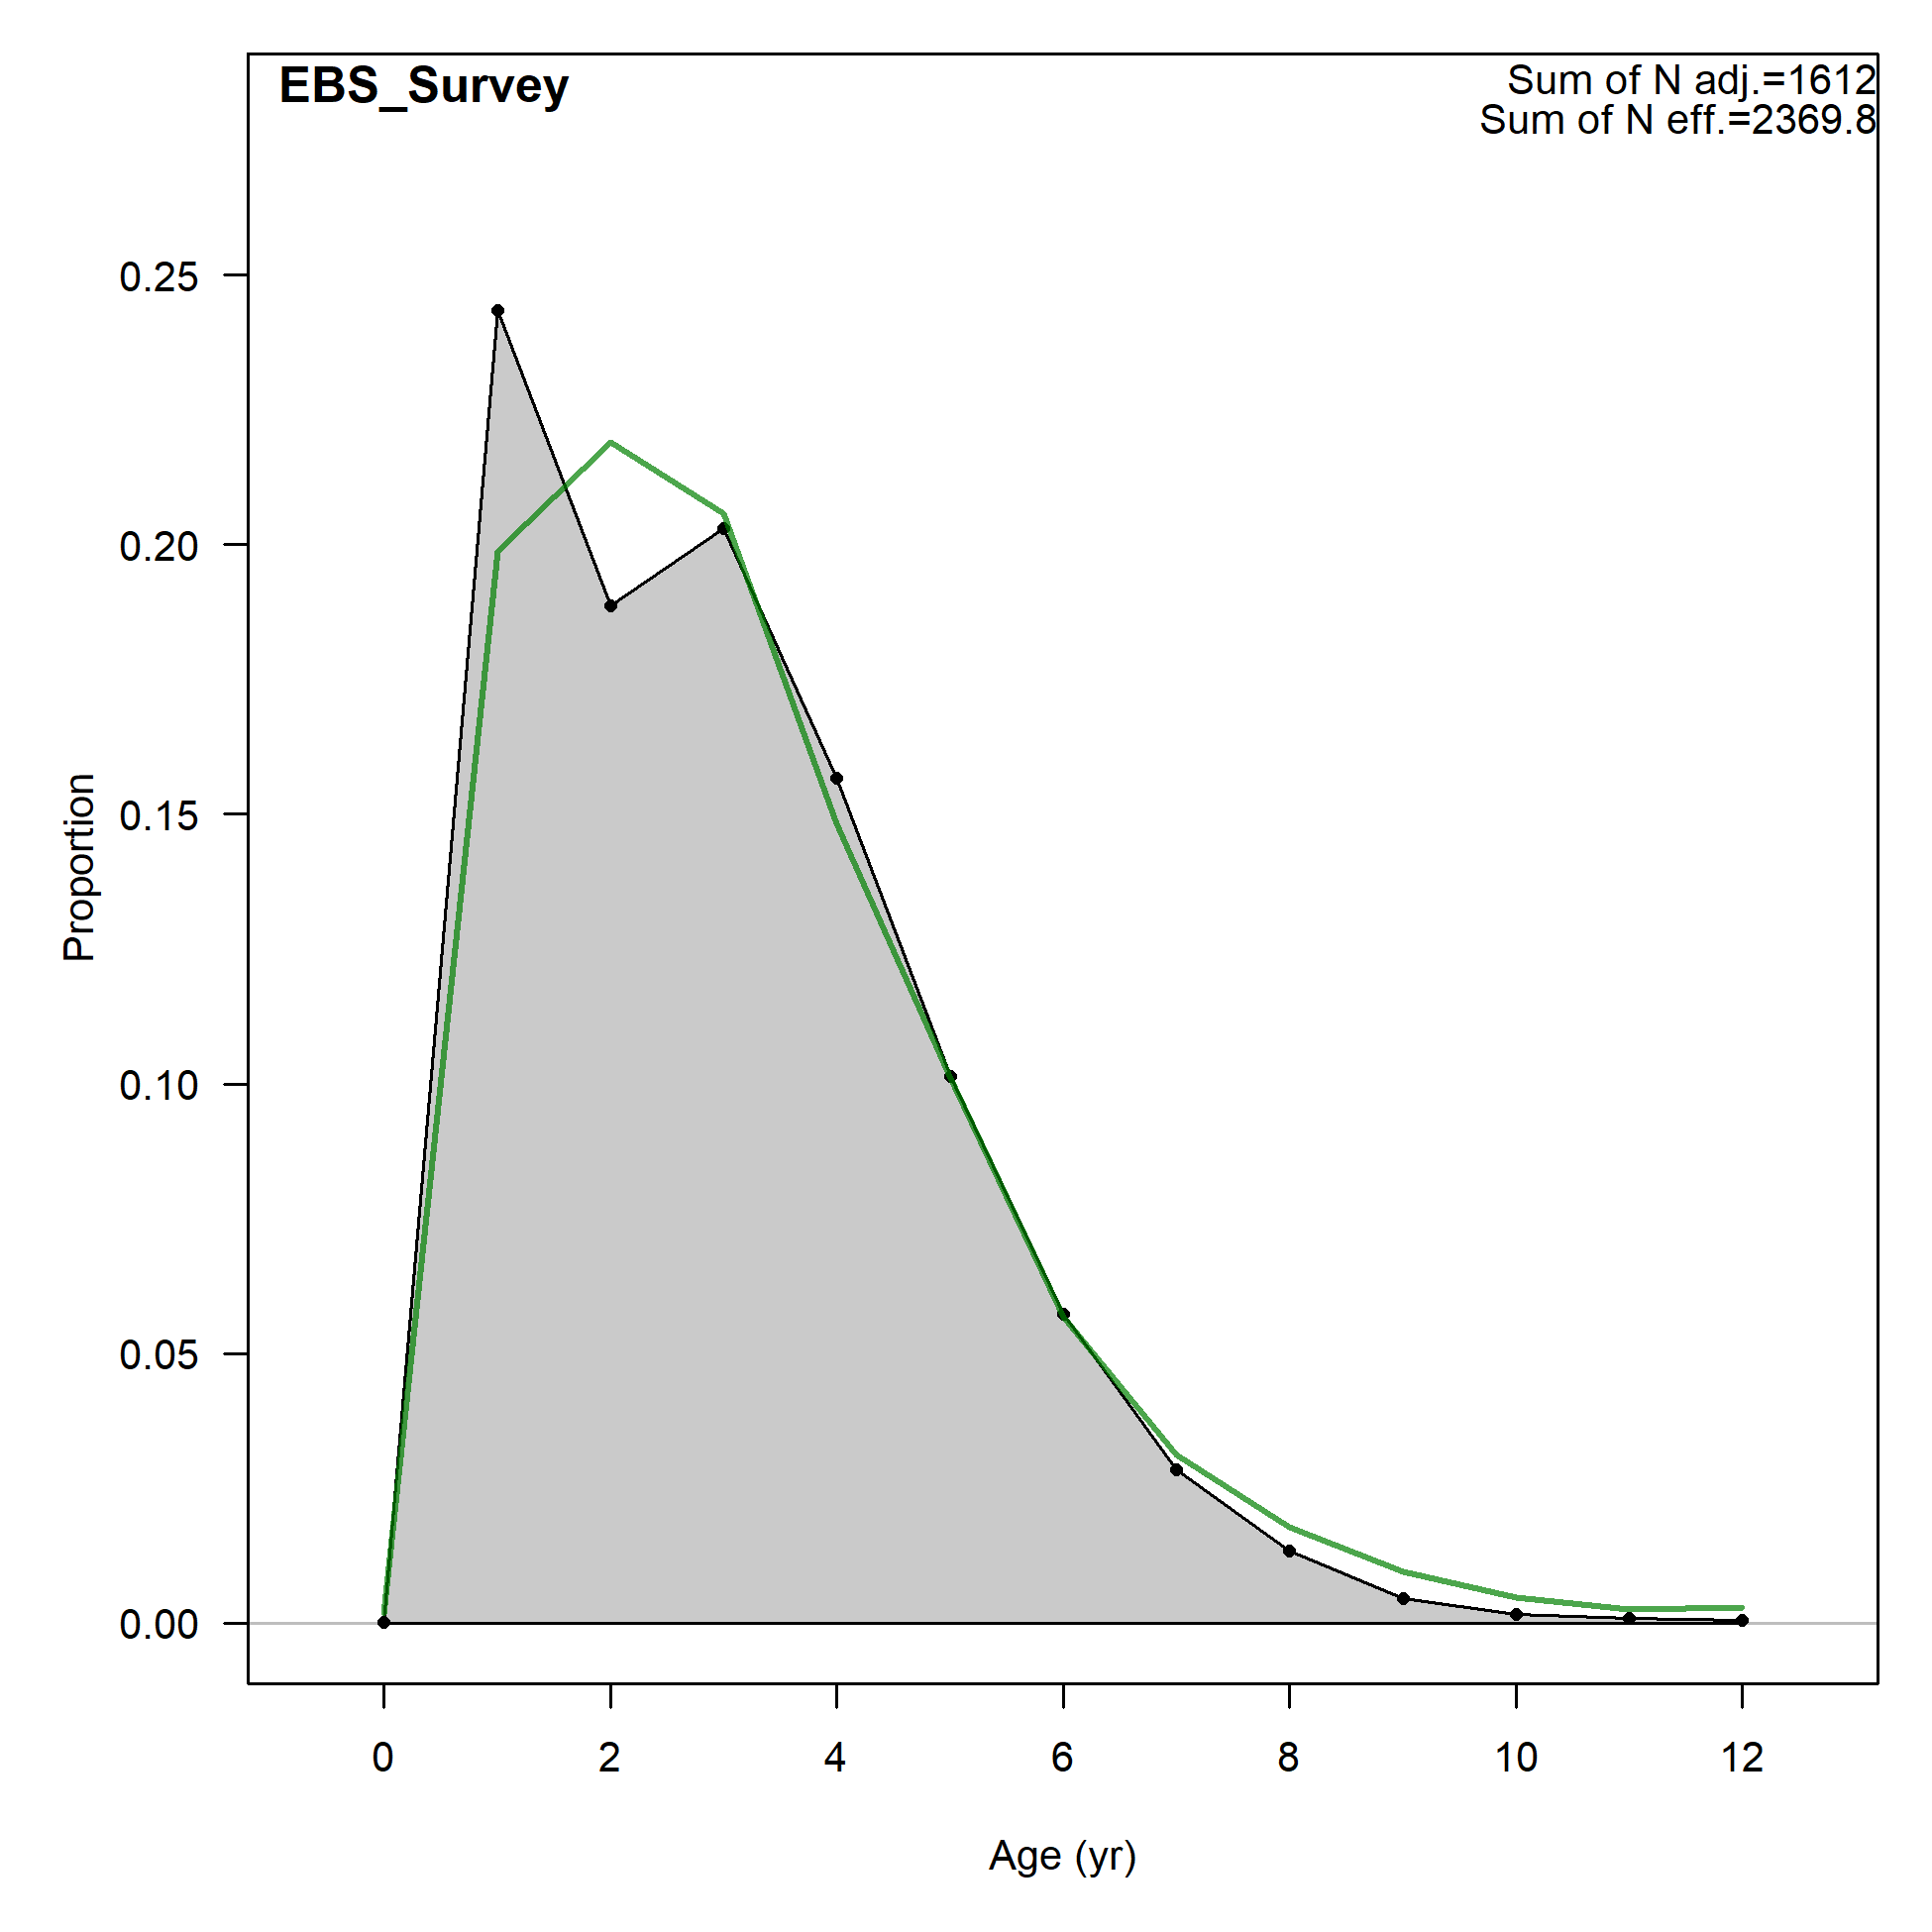 EBS_Survey
Sum of N adj.=1612
Sum of N eff.=2369.8
0.25
0.20
0.15
0.10
0.05
0.00
Proportion
0 2 4 6 8 10 12
Age (yr)